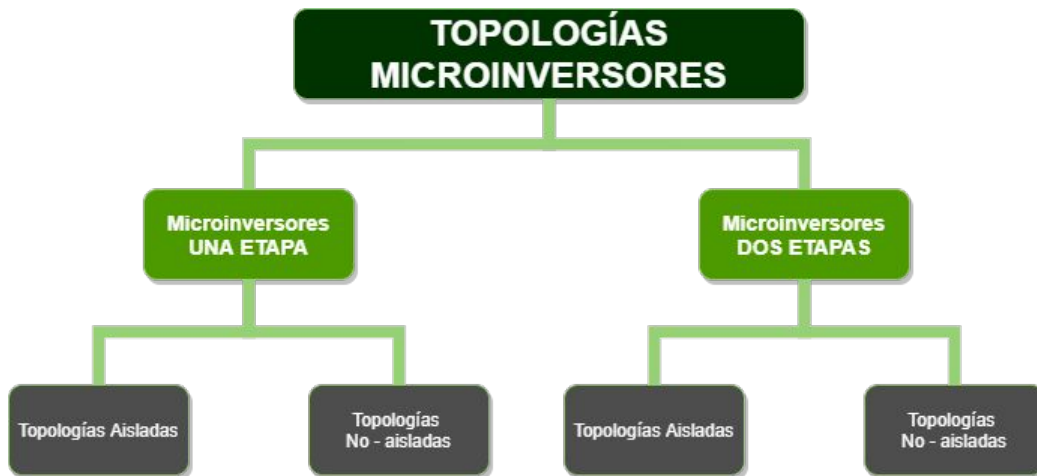 TOPOLOGÍAS
MICROINVERSORES
Microinversores
UNA ETAPA
Microinversores
DOS ETAPAS
Topologías Aisladas
Topologías
No - aisladas
Topologías Aisladas
Topologías
No - aisladas